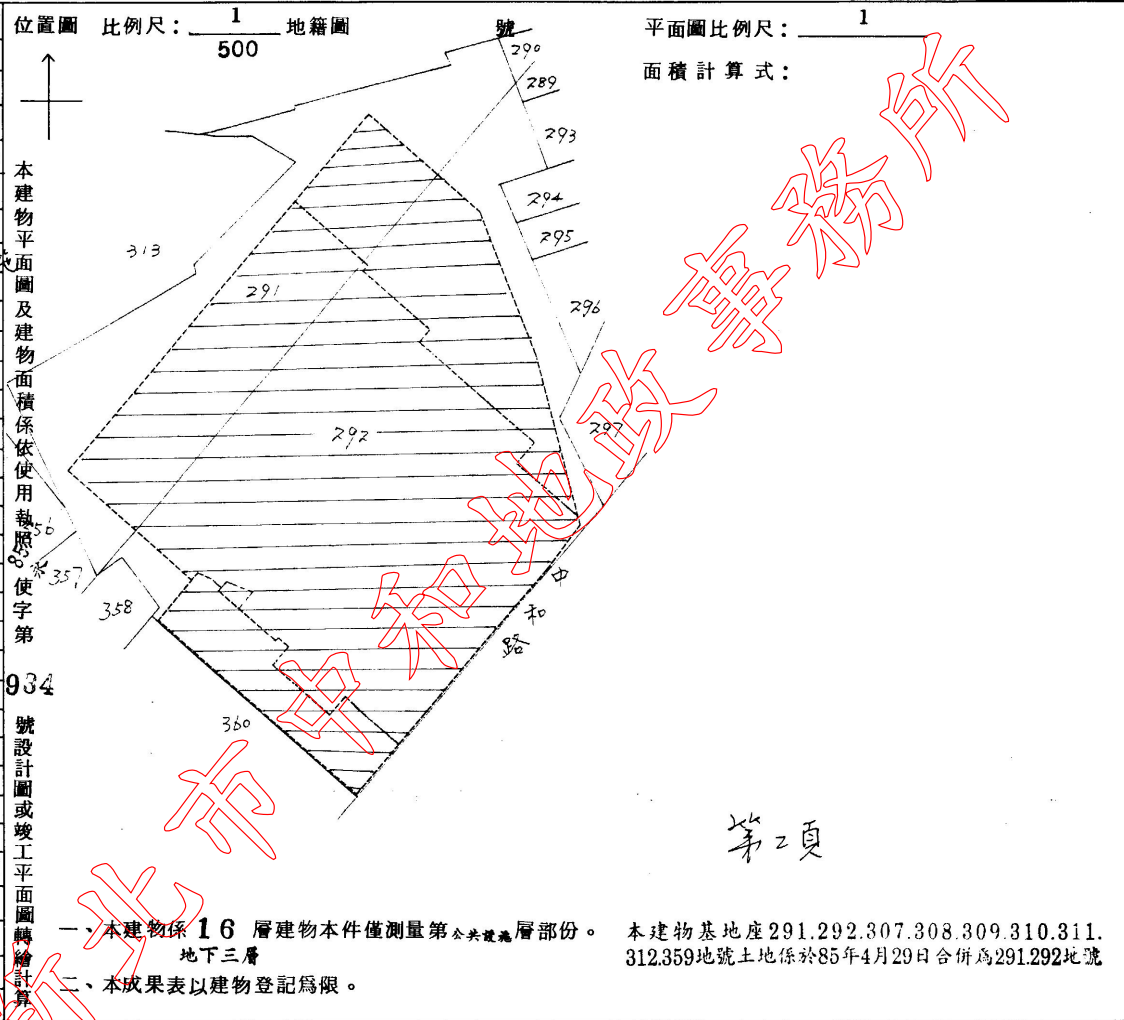 位置圖 比例尺：1/500 地籍圖 號
平面圖比例尺：1
面積計算式：
290
289
293
294
295
296
297
313
291
292
356
357
358
360
中和路
本建物平面圖及建物面積係依使用執照85使字第934號設計圖或竣工平面圖轉繪計算
第2頁
一、本建物係 16 層建物本件僅測量第公共設施層部份。
地下三層
二、本成果表以建物登記爲限。
本建物基地座291.292.307.308.309.310.311.
312.359地號土地係於85年4月29日合併爲291.292地號
新北市中和地政事務所